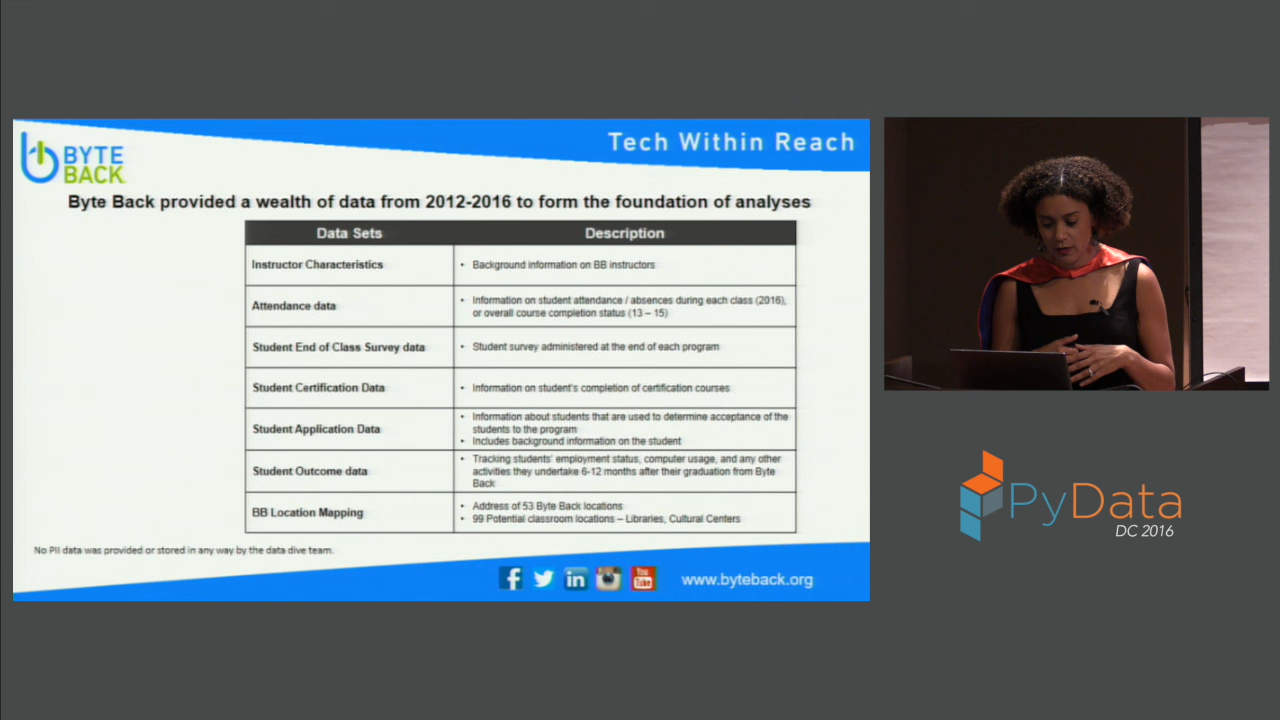 Tech Within Reach
BYTE
BACK
Byte Back provided a wealth of data from 2012-2016 to form the foundation of analyses
Data Sets
Description
Instructor Characteristics
• Background information on BB instructors
Attendance data
• Information on student attendance / absences during each class (2016),
or overall course completion status (13 – 15)
Student End of Class Survey data
• Student survey administered at the end of each program
Student Certification Data
• Information on student's completion of certification courses
Student Application Data
• Information about students that are used to determine acceptance of the
students to the program
• Includes background information on the student
Student Outcome data
• Tracking students' employment status, computer usage, and any other
activities they undertake 6-12 months after their graduation from Byte
Back
BB Location Mapping
• Address of 53 Byte Back locations
• 99 Potential classroom locations – Libraries, Cultural Centers
No PII data was provided or stored in any way by the data dive team.
f
in
You
Tube
www.byteback.org
PyData
DC 2016